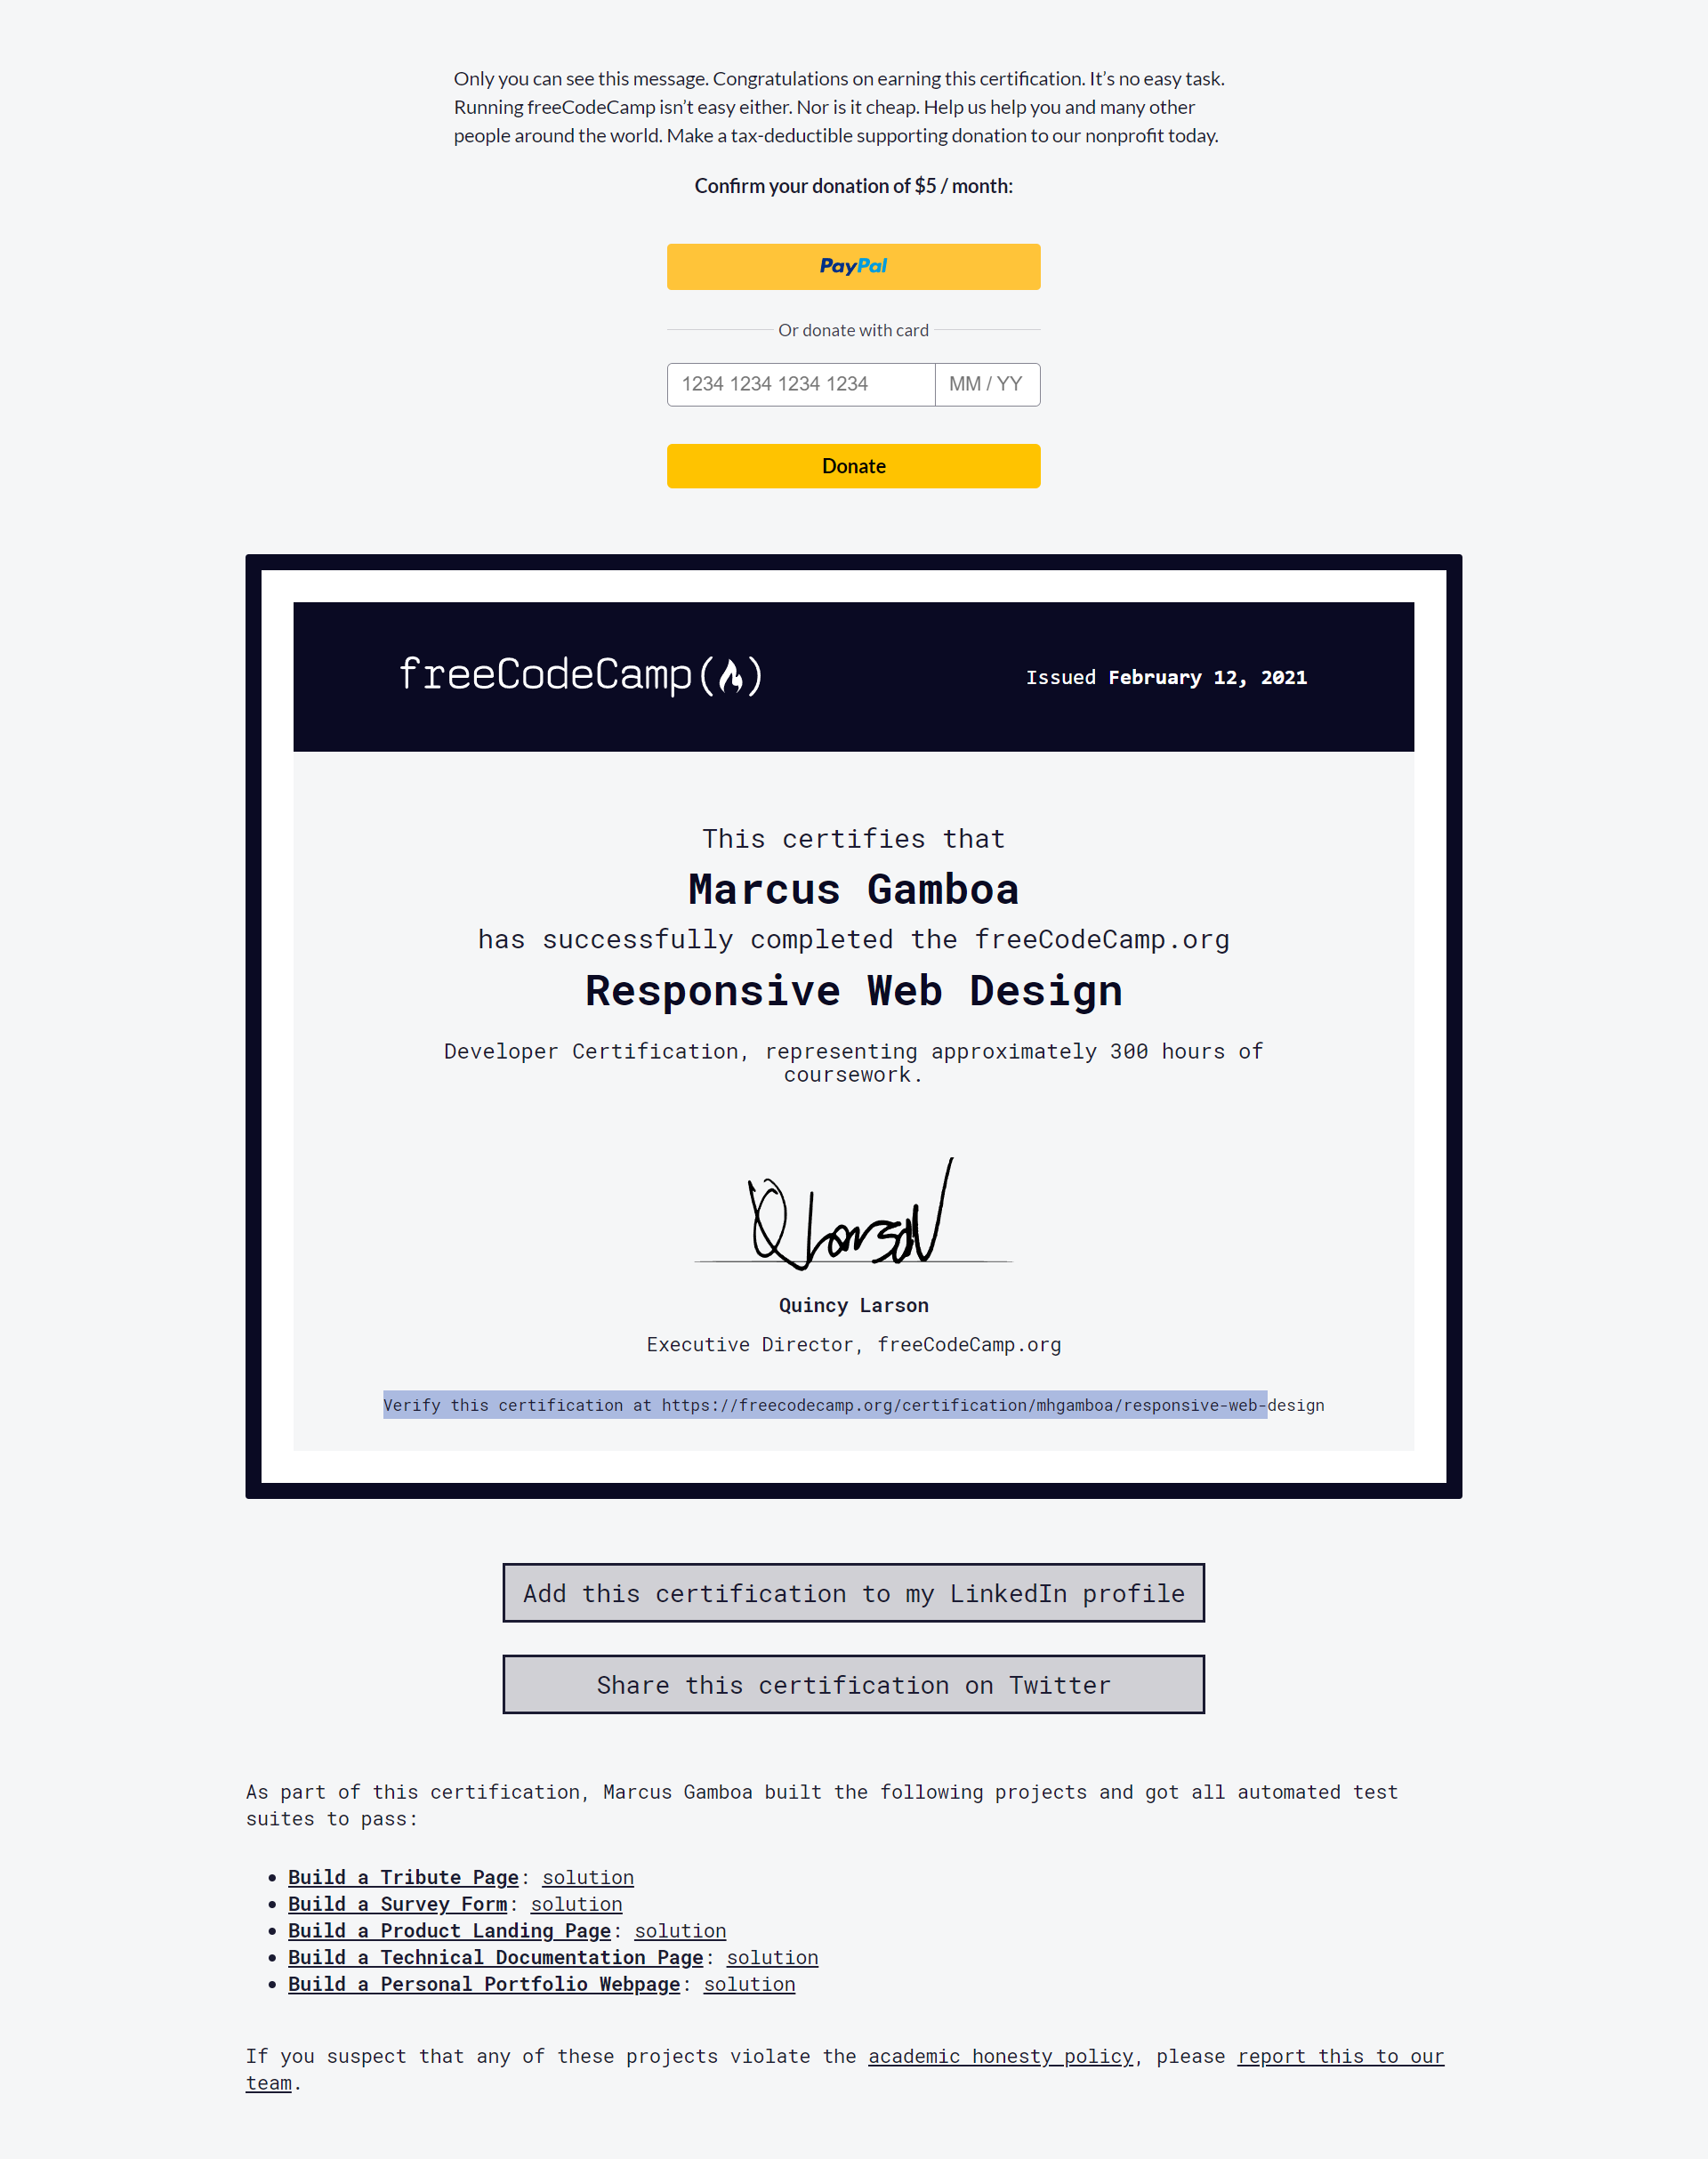 Only you can see this message. Congratulations on earning this certification. It’s no easy task.
Running freeCodeCamp isn’t easy either. Nor is it cheap. Help us help you and many other
people around the world. Make a tax-deductible supporting donation to our nonprofit today.
Confirm your donation of $5 / month:
PayPal
Or donate with card
1234 1234 1234 1234 MM / YY
Donate
freeCodeCamp(🔥) Issued February 12, 2021
This certifies that
Marcus Gamboa
has successfully completed the freeCodeCamp.org
Responsive Web Design
Developer Certification, representing approximately 300 hours of
coursework.
Q Larson
Quincy Larson
Executive Director, freeCodeCamp.org
Verify this certification at https://freecodecamp.org/certification/mhgamboa/responsive-web-design
Add this certification to my LinkedIn profile
Share this certification on Twitter
As part of this certification, Marcus Gamboa built the following projects and got all automated test
suites to pass:
• Build a Tribute Page: solution
• Build a Survey Form: solution
• Build a Product Landing Page: solution
• Build a Technical Documentation Page: solution
• Build a Personal Portfolio Webpage: solution
If you suspect that any of these projects violate the academic honesty policy, please report this to our
team.